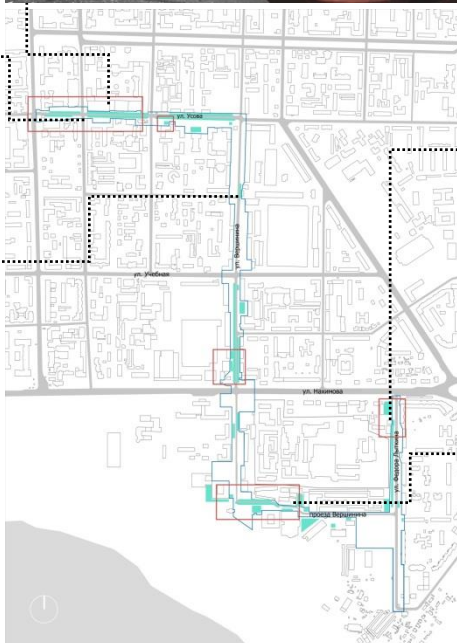 ул. Усова
ул. Вершинина
ул. Учебная
ул. Нахимова
ул. Федора Лыткина
проезд Вершинина